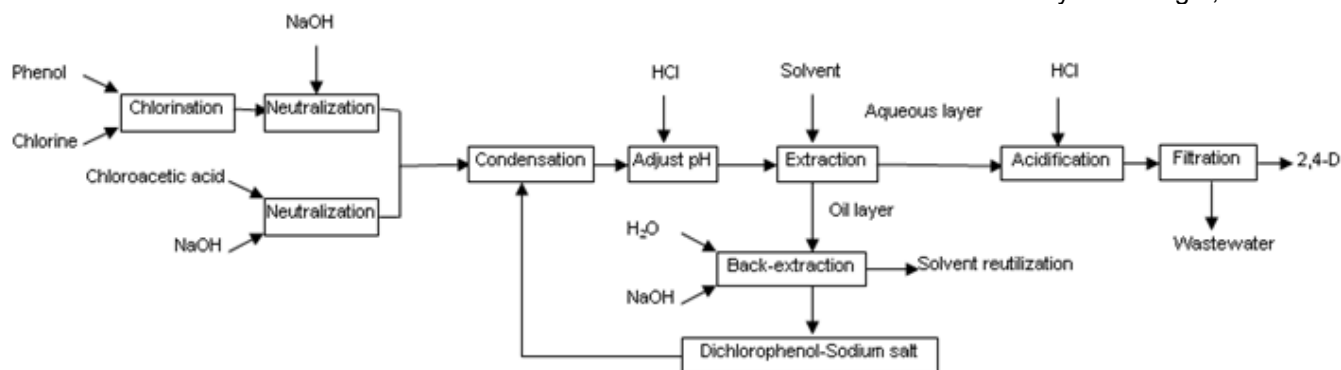 NaOH
Phenol
HCl
Solvent
HCl
Chlorination
Neutralization
Aqueous layer
Chlorine
Condensation
Adjust pH
Extraction
Acidification
Filtration
2,4-D
Chloroacetic acid
Neutralization
Oil layer
H₂O
NaOH
Wastewater
Back-extraction
Solvent reutilization
NaOH
Dichlorophenol-Sodium salt